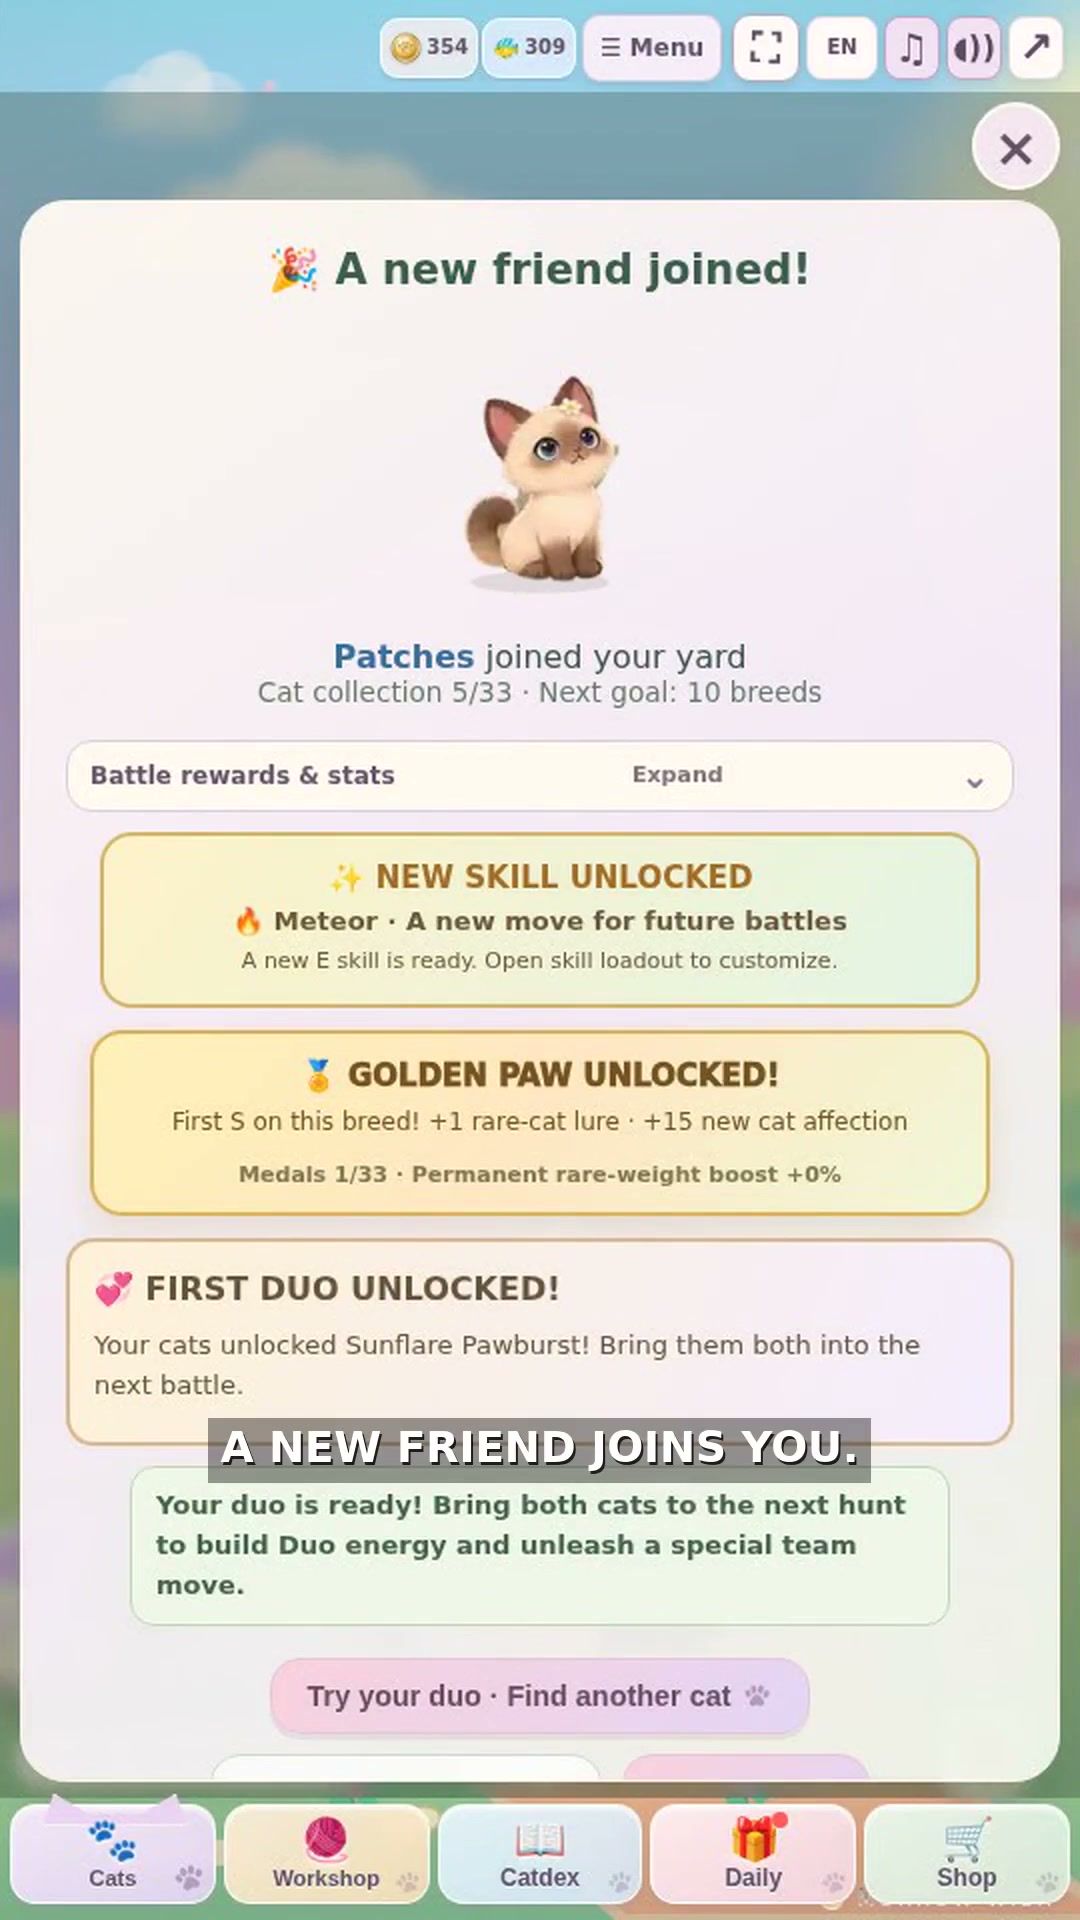 354
309
☰ Menu
EN
🎉 A new friend joined!
Patches joined your yard
Cat collection 5/33 · Next goal: 10 breeds
Battle rewards & stats Expand
✨ NEW SKILL UNLOCKED
🔥 Meteor · A new move for future battles
A new E skill is ready. Open skill loadout to customize.
🏅 GOLDEN PAW UNLOCKED!
First S on this breed! +1 rare-cat lure · +15 new cat affection
Medals 1/33 · Permanent rare-weight boost +0%
💞 FIRST DUO UNLOCKED!
Your cats unlocked Sunflare Pawburst! Bring them both into the
next battle.
A NEW FRIEND JOINS YOU.
Your duo is ready! Bring both cats to the next hunt
to build Duo energy and unleash a special team
move.
Try your duo · Find another cat 🐾
Cats
Workshop
Catdex
Daily
Shop